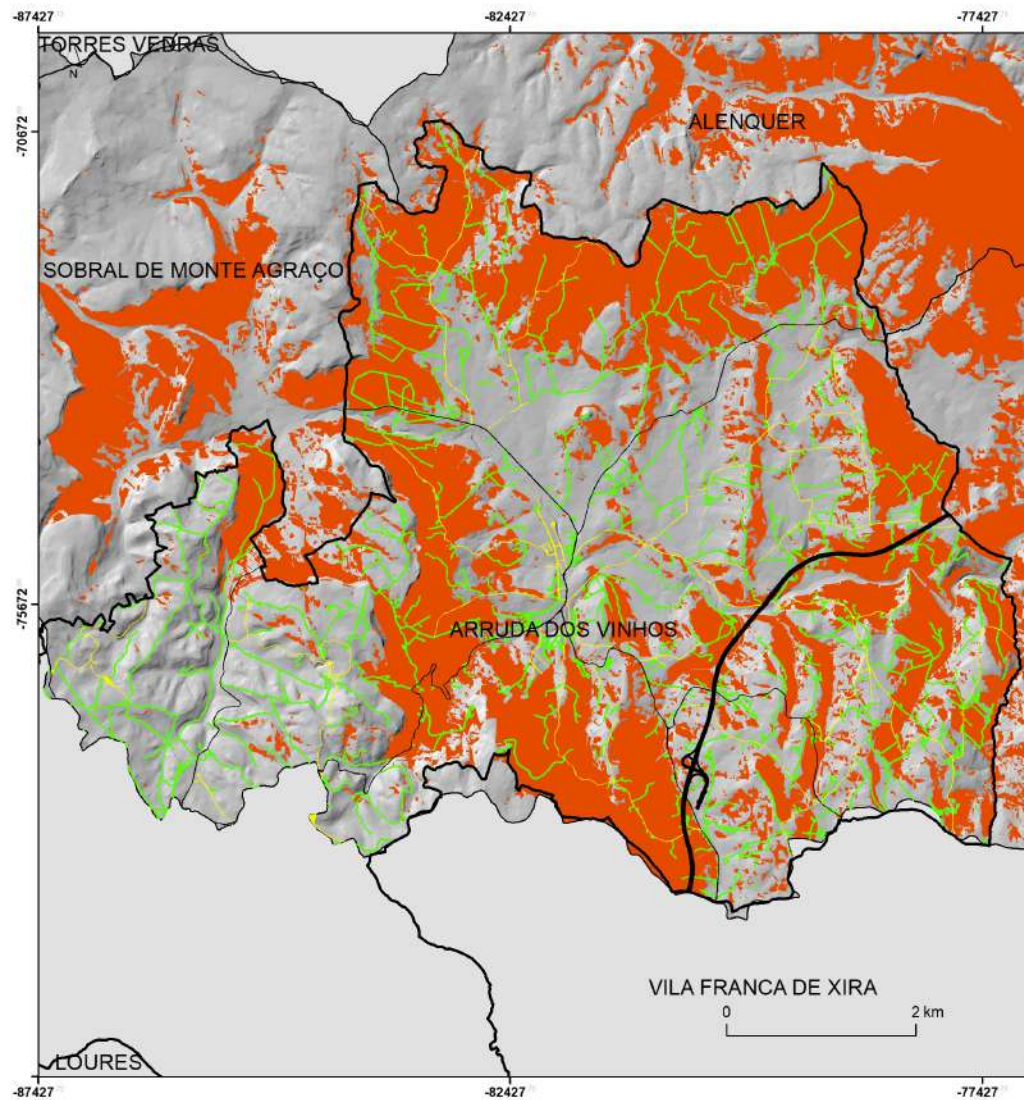 -87427 -82427 -77427
TORRES VEDRAS
N
-70672
ALENQUER
SOBRAL DE MONTE AGRAÇO
-75672
ARRUDA DOS VINHOS
VILA FRANCA DE XIRA
0 2 km
LOURES
-87427 -82427 -77427